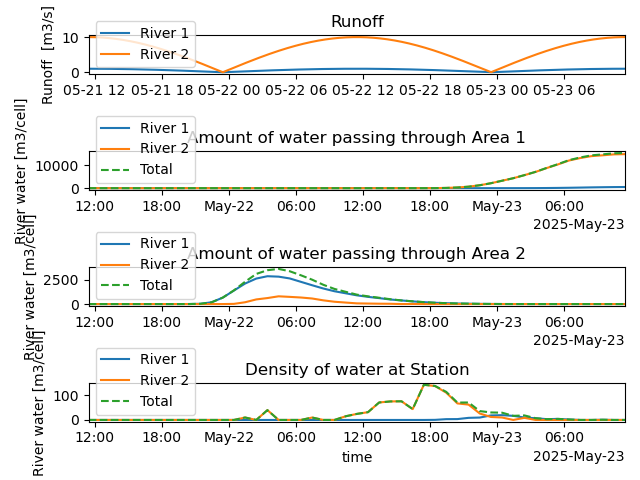 Runoff
Runoff [m3/s]
10
0
River 1
River 2
05-21 12 05-21 18 05-22 00 05-22 06 05-22 12 05-22 18 05-23 00 05-23 06
Amount of water passing through Area 1
River water [m3/cell]
10000
0
River 1
River 2
Total
12:00 18:00 May-22 06:00 12:00 18:00 May-23 06:00
2025-May-23
Amount of water passing through Area 2
River water [m3/cell]
2500
0
River 1
River 2
Total
12:00 18:00 May-22 06:00 12:00 18:00 May-23 06:00
2025-May-23
Density of water at Station
River water [m3/cell]
100
0
River 1
River 2
Total
12:00 18:00 May-22 06:00 12:00 18:00 May-23 06:00
time
2025-May-23